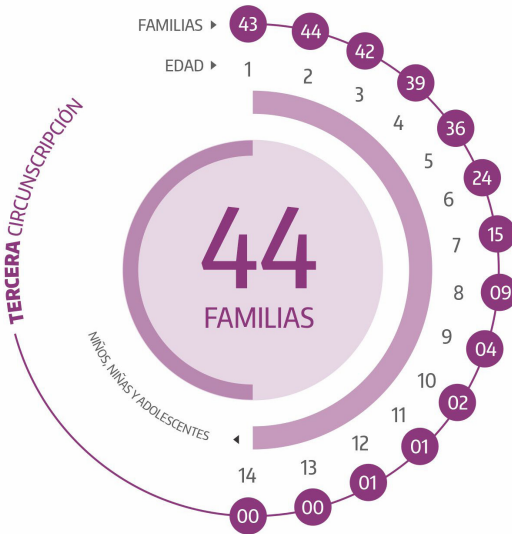 FAMILIAS ▸ 43 44 42 39 36 24 15 09 04 02 01 01 00 00
EDAD ▸ 1 2 3 4 5 6 7 8 9 10 11 12 13 14
TERCERA CIRCUNSCRIPCIÓN
44
FAMILIAS
NIÑOS, NIÑAS Y ADOLESCENTES